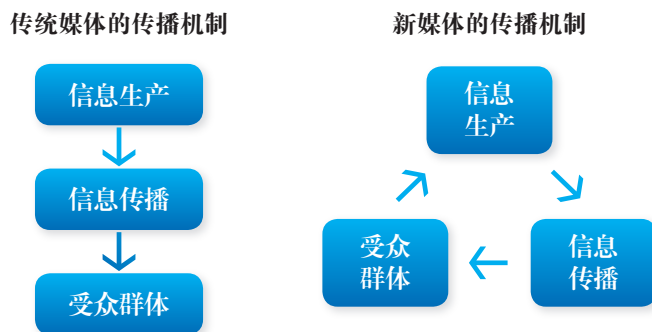 传统媒体的传播机制
信息生产
信息传播
受众群体
新媒体的传播机制
信息
生产
信息
传播
受众
群体